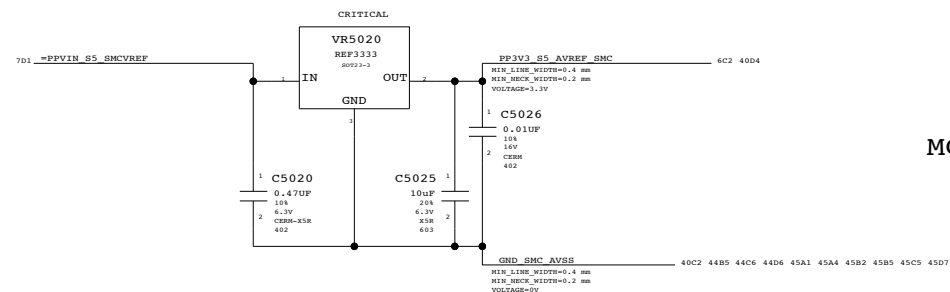 CRITICAL
VR5020
REF3333
SOT23-3
7D1 =PPVIN_S5_SMCVREF
1 IN OUT 2
GND
3
PP3V3_S5_AVREF_SMC 6C2 40D4
MIN_LINE_WIDTH=0.4 mm
MIN_NECK_WIDTH=0.2 mm
VOLTAGE=3.3V
1 C5026
0.01UF
10%
16V
2 CERM
402
1 C5020
0.47UF
10%
6.3V
2 CERM-X5R
402
C5025 1
10uF
20%
6.3V 2
X5R
603
MC
GND_SMC_AVSS 40C2 44B5 44C6 44D6 45A1 45A4 45B2 45B5 45C5 45D7
MIN_LINE_WIDTH=0.4 mm
MIN_NECK_WIDTH=0.2 mm
VOLTAGE=0V